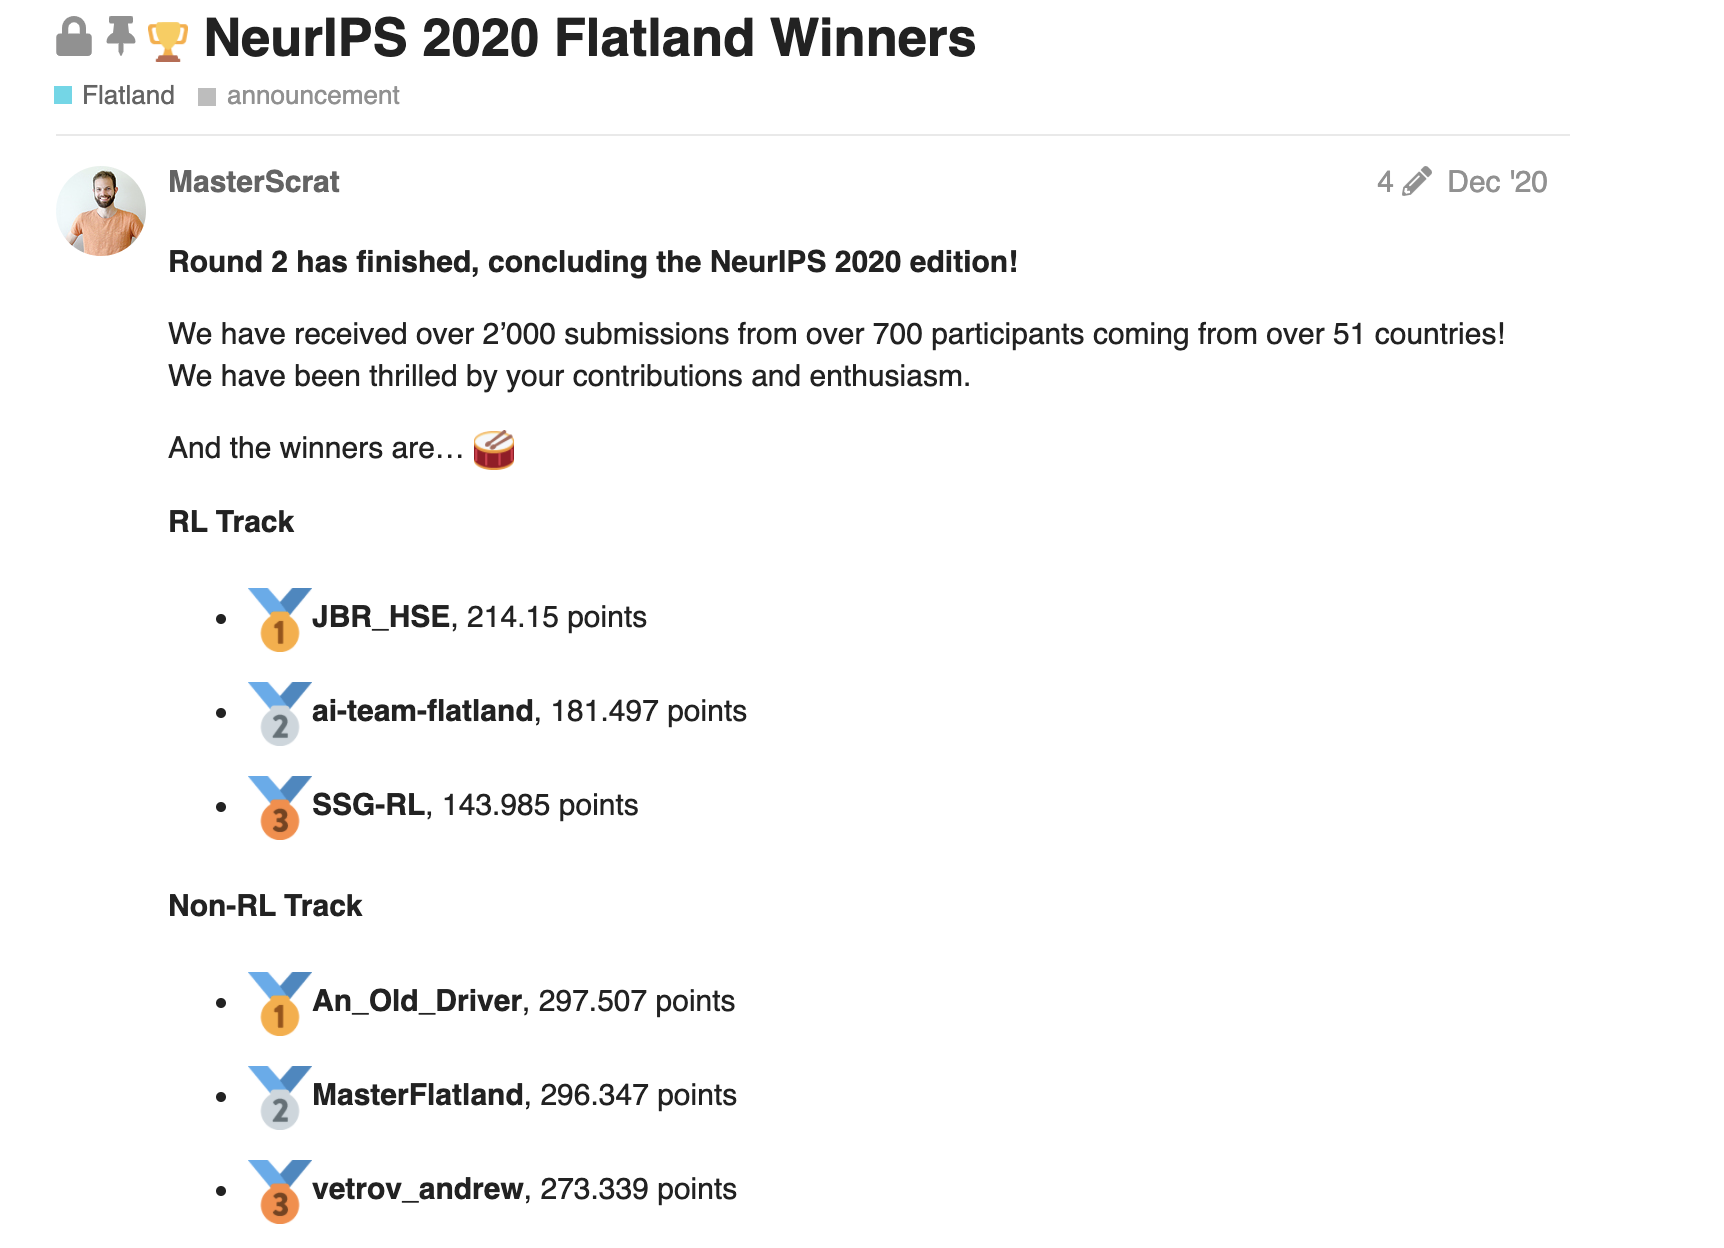 NeurIPS 2020 Flatland Winners
Flatland announcement
MasterScrat 4 Dec '20
Round 2 has finished, concluding the NeurIPS 2020 edition!
We have received over 2’000 submissions from over 700 participants coming from over 51 countries!
We have been thrilled by your contributions and enthusiasm.
And the winners are…
RL Track
1 JBR_HSE, 214.15 points
2 ai-team-flatland, 181.497 points
3 SSG-RL, 143.985 points
Non-RL Track
1 An_Old_Driver, 297.507 points
2 MasterFlatland, 296.347 points
3 vetrov_andrew, 273.339 points